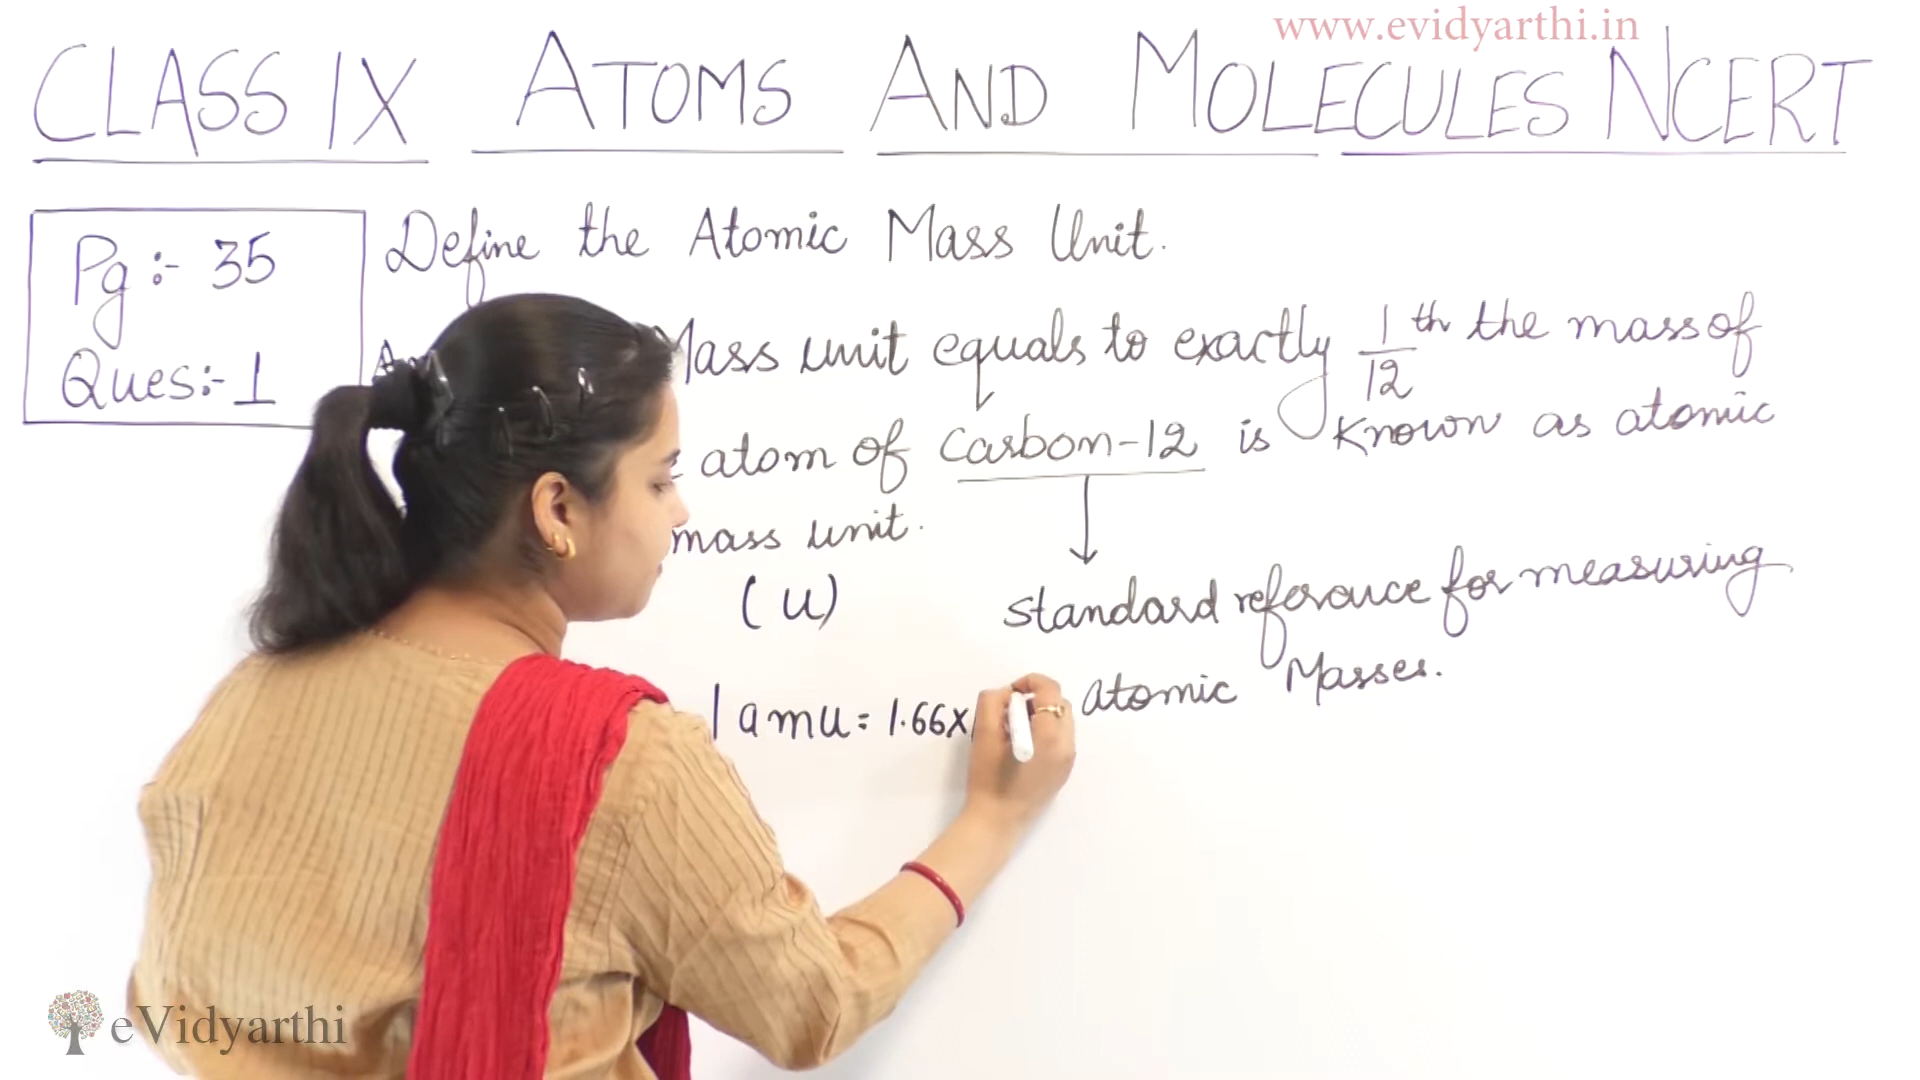 www.evidyarthi.in
CLASS IX ATOMS AND MOLECULES NCERT
Pg:- 35
Ques:- 1
Define the Atomic Mass Unit.
Mass unit equals to exactly 1/12 th the mass of
atom of Carbon-12 is known as atomic
mass unit.
(u)
standard reference for measuring
atomic Masses.
1 amu = 1.66x
eVidyarthi